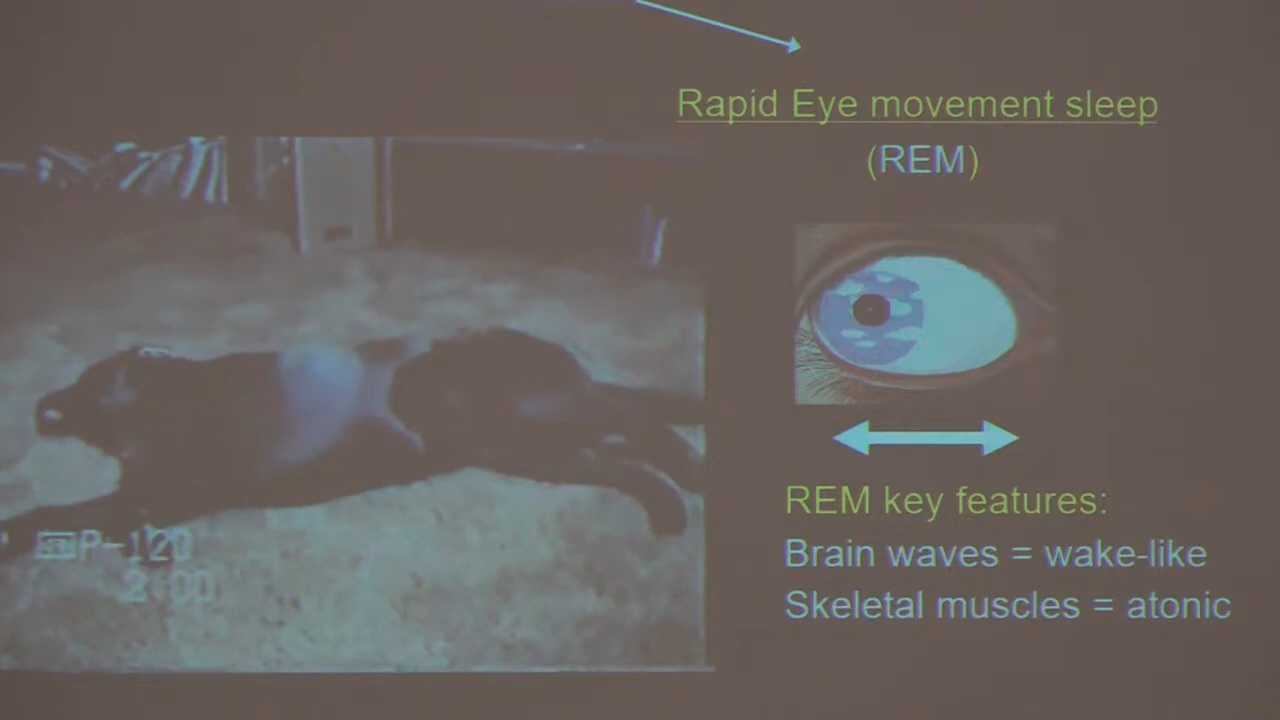 Rapid Eye movement sleep
(REM)
REM key features:
Brain waves = wake-like
Skeletal muscles = atonic
P-120
2:00